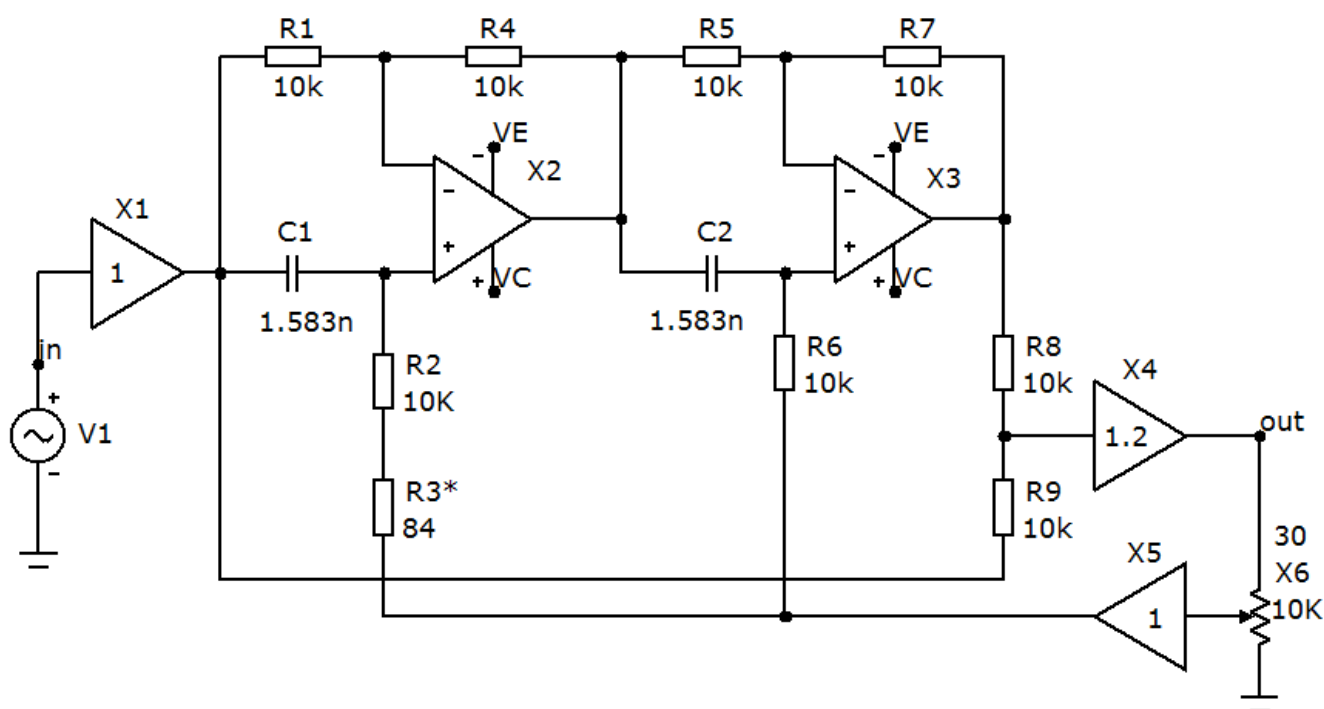 R1
10k
R4
10k
R5
10k
R7
10k
VE
-
X2
-
+
+
VC
VE
-
X3
-
+
+
VC
X1
1
C1
1.583n
C2
1.583n
in
+
V1
-
R2
10K
R3*
84
R6
10k
R8
10k
R9
10k
X4
1.2
out
X5
1
30
X6
10K